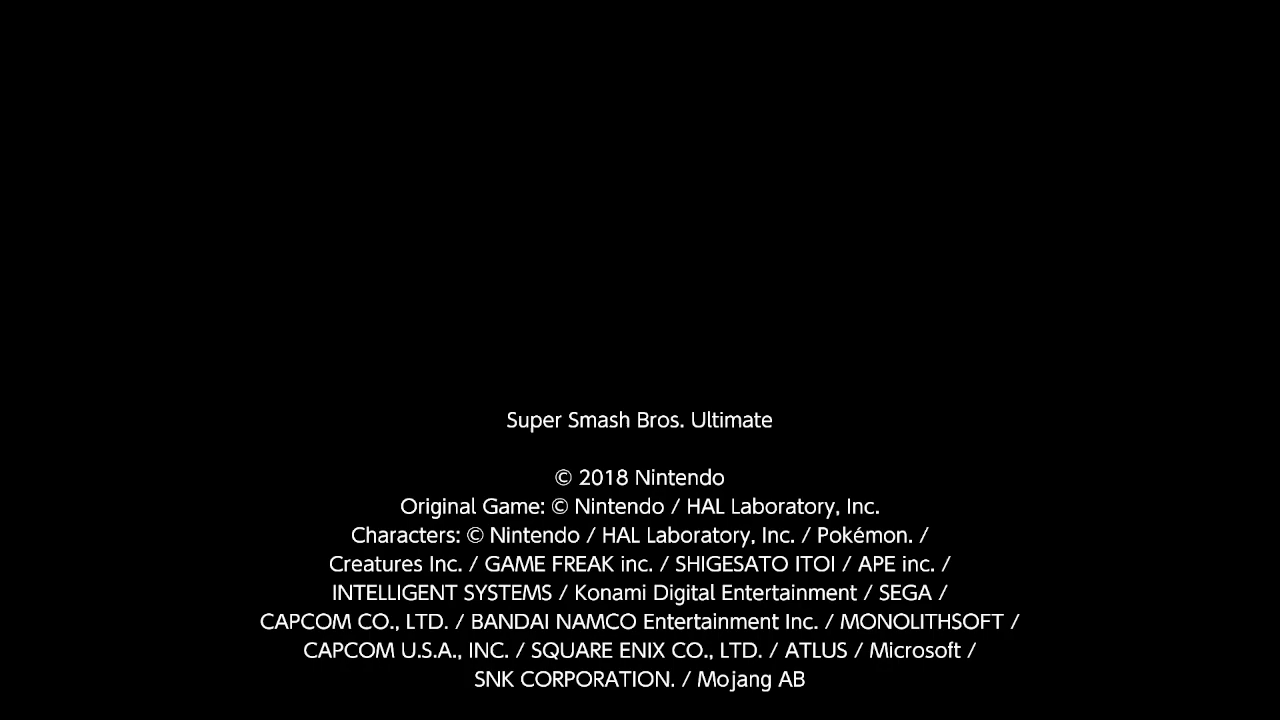 Super Smash Bros. Ultimate
© 2018 Nintendo
Original Game: © Nintendo / HAL Laboratory, Inc.
Characters: © Nintendo / HAL Laboratory, Inc. / Pokémon. /
Creatures Inc. / GAME FREAK inc. / SHIGESATO ITOI / APE inc. /
INTELLIGENT SYSTEMS / Konami Digital Entertainment / SEGA /
CAPCOM CO., LTD. / BANDAI NAMCO Entertainment Inc. / MONOLITHSOFT /
CAPCOM U.S.A., INC. / SQUARE ENIX CO., LTD. / ATLUS / Microsoft /
SNK CORPORATION. / Mojang AB